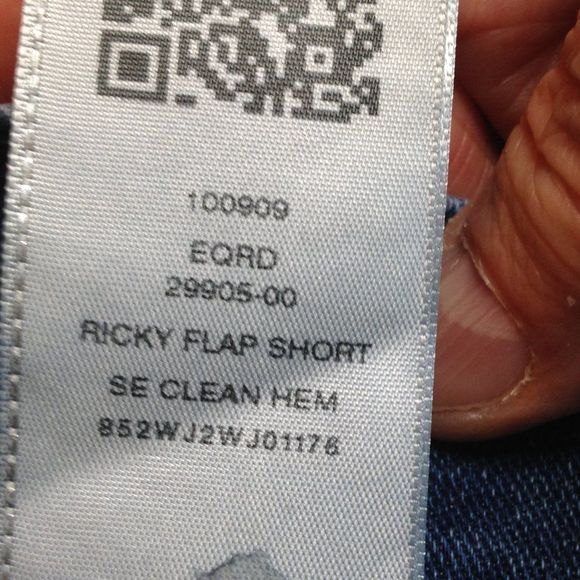 100909
EQRD
29905-00
RICKY FLAP SHORT
SE CLEAN HEM
852WJ2WJ01176